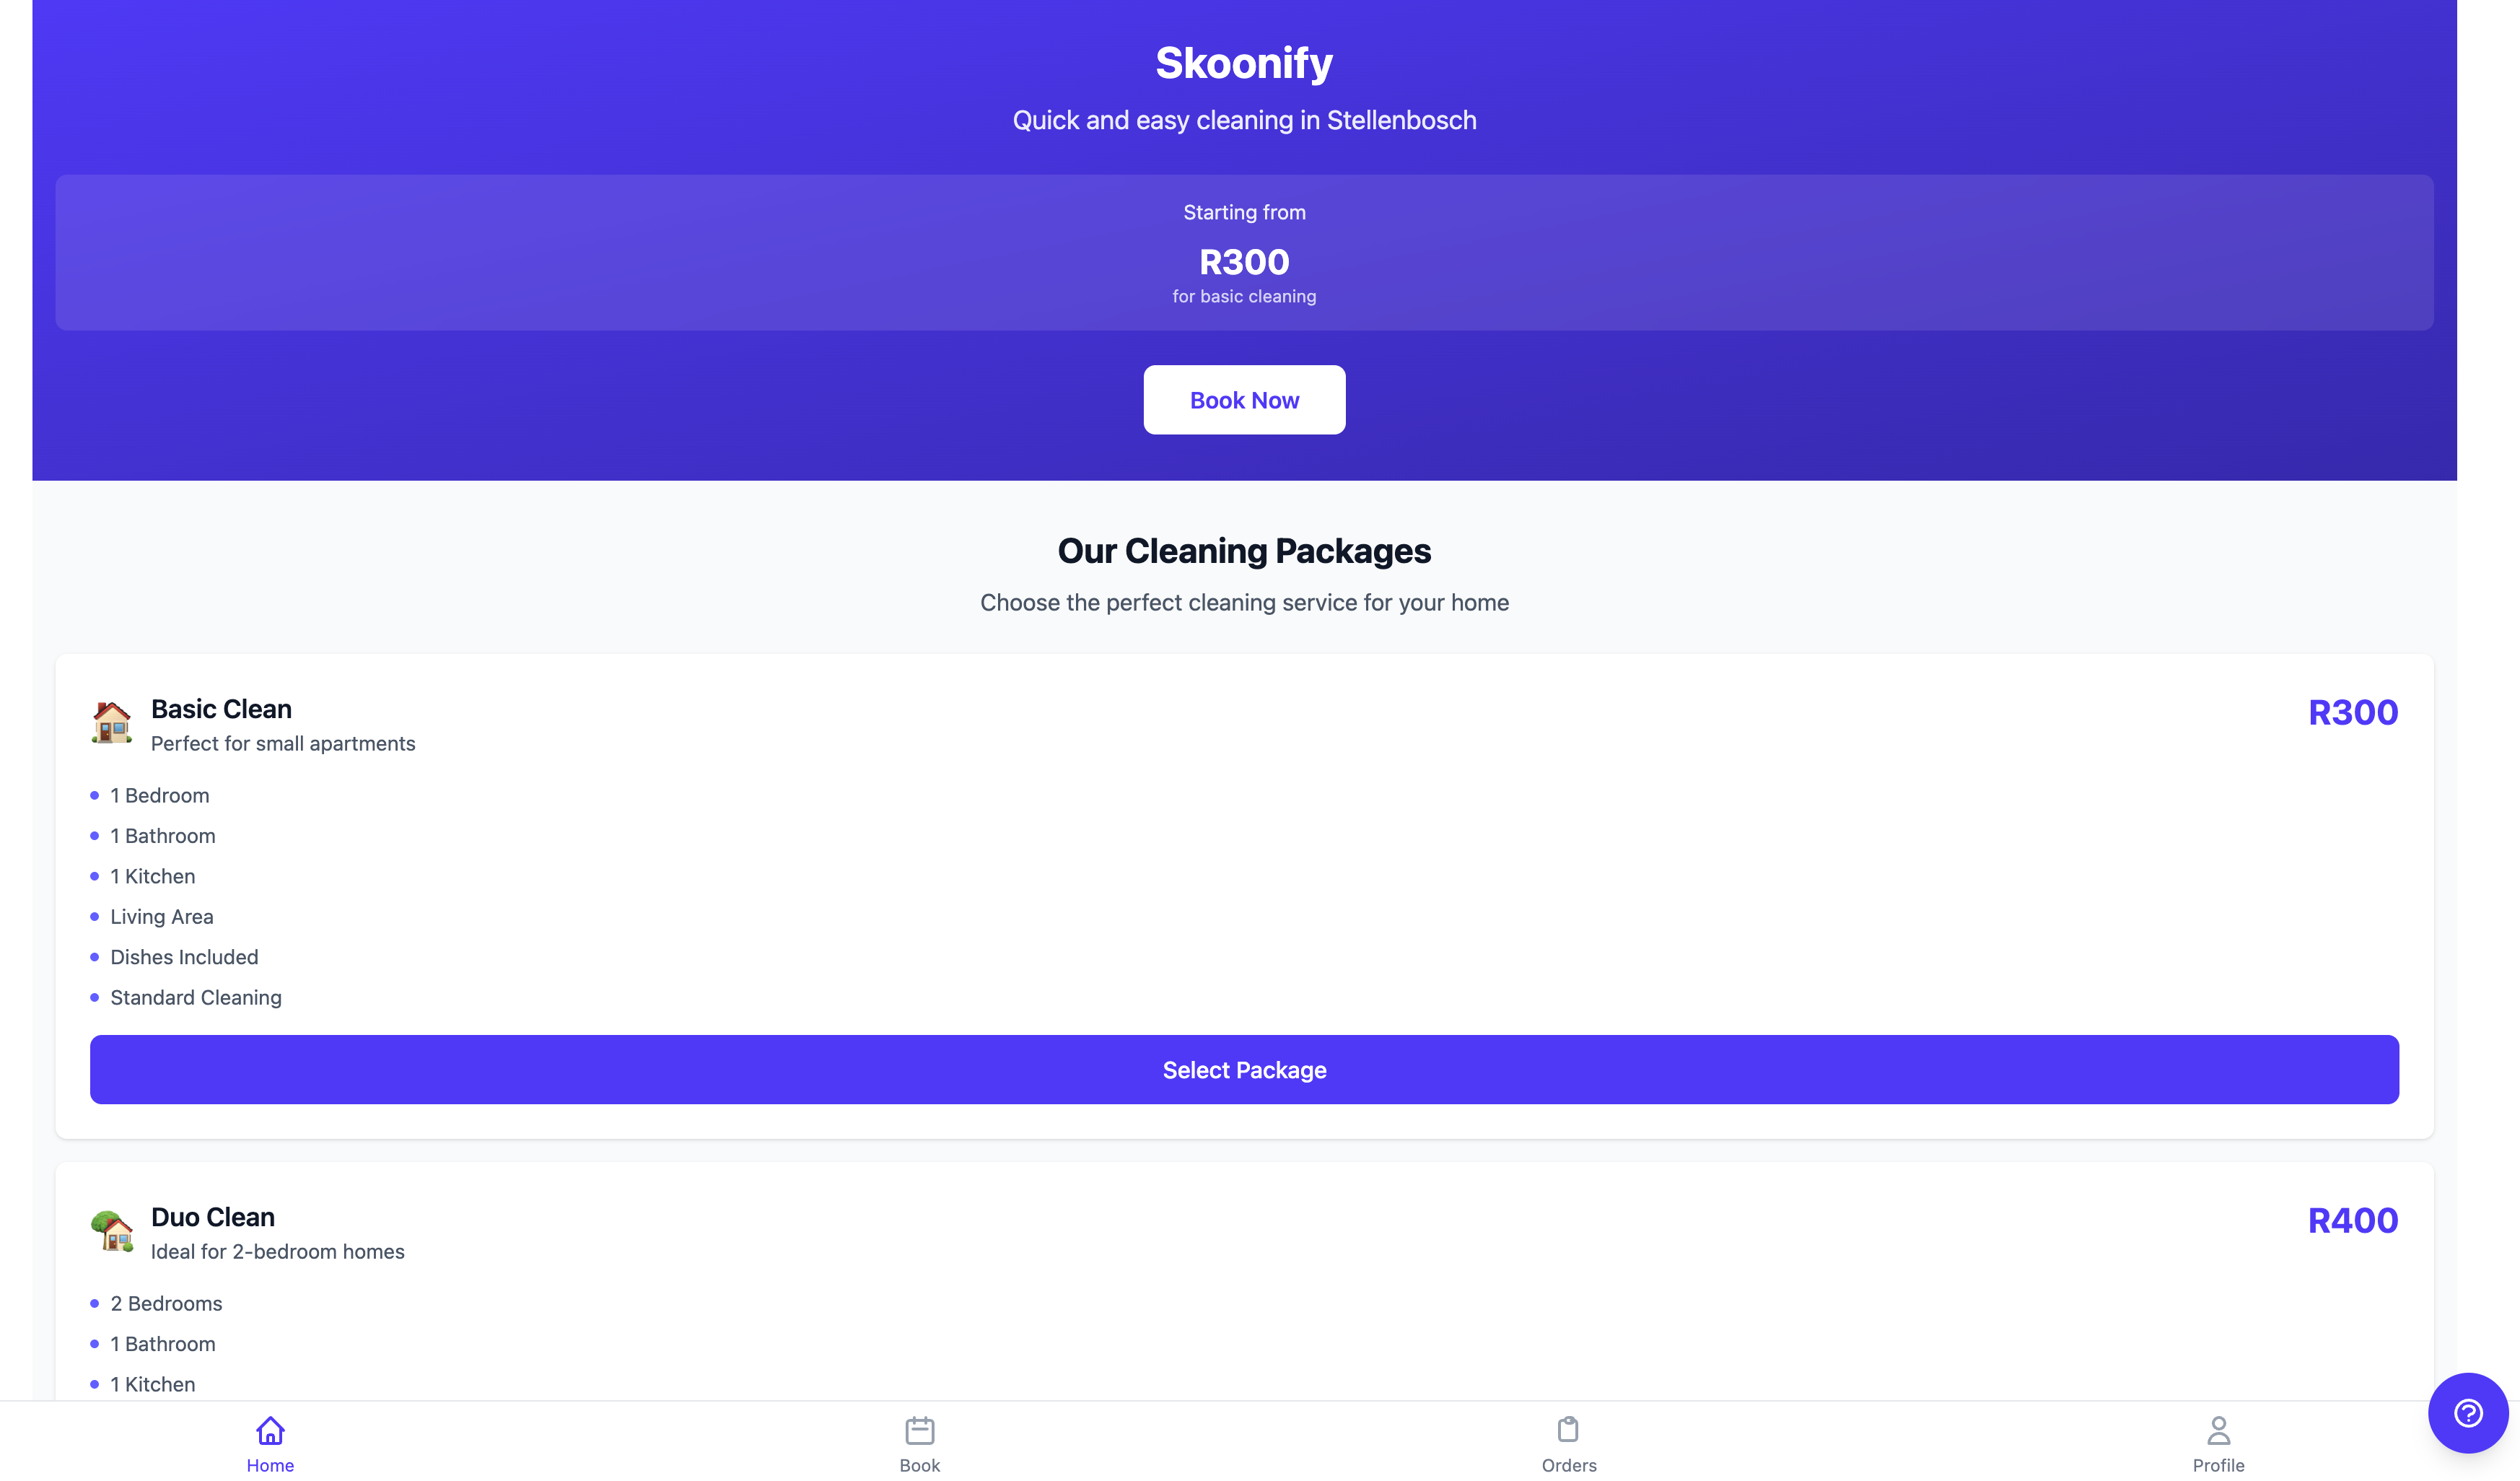 Skoonify
Quick and easy cleaning in Stellenbosch
Starting from
R300
for basic cleaning
Book Now
Our Cleaning Packages
Choose the perfect cleaning service for your home
Basic Clean
R300
Perfect for small apartments
1 Bedroom
1 Bathroom
1 Kitchen
Living Area
Dishes Included
Standard Cleaning
Select Package
Duo Clean
R400
Ideal for 2-bedroom homes
2 Bedrooms
1 Bathroom
1 Kitchen
Home
Book
Orders
Profile